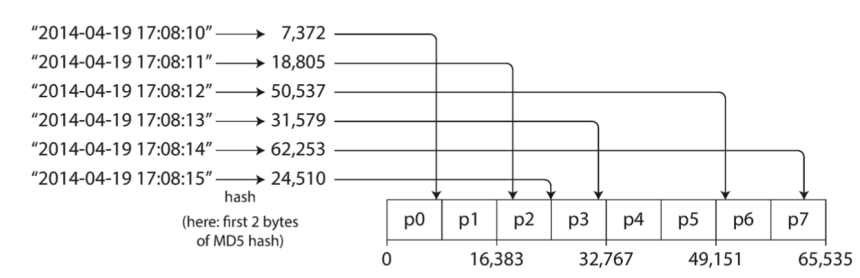 “2014-04-19 17:08:10” 7,372
“2014-04-19 17:08:11” 18,805
“2014-04-19 17:08:12” 50,537
“2014-04-19 17:08:13” 31,579
“2014-04-19 17:08:14” 62,253
“2014-04-19 17:08:15” 24,510
hash
(here: first 2 bytes
of MD5 hash)
p0 p1 p2 p3 p4 p5 p6 p7
0 16,383 32,767 49,151 65,535